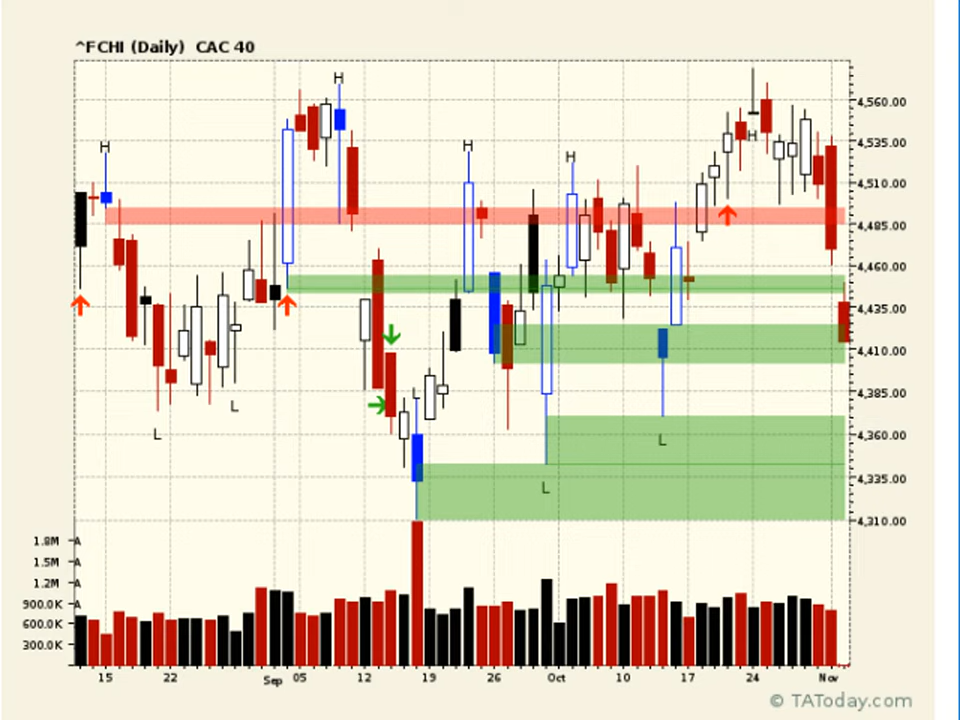 ^FCHI (Daily) CAC 40
H
H
H
H
H
4,560.00
4,535.00
4,510.00
4,485.00
4,460.00
4,435.00
4,410.00
4,385.00
4,360.00
4,335.00
4,310.00
L
L
L
L
L
1.8M A
1.5M A
1.2M A
900.0K A
600.0K
300.0K
15 22 Sep 05 12 19 26 Oct 10 17 24 Nov
© TAToday.com